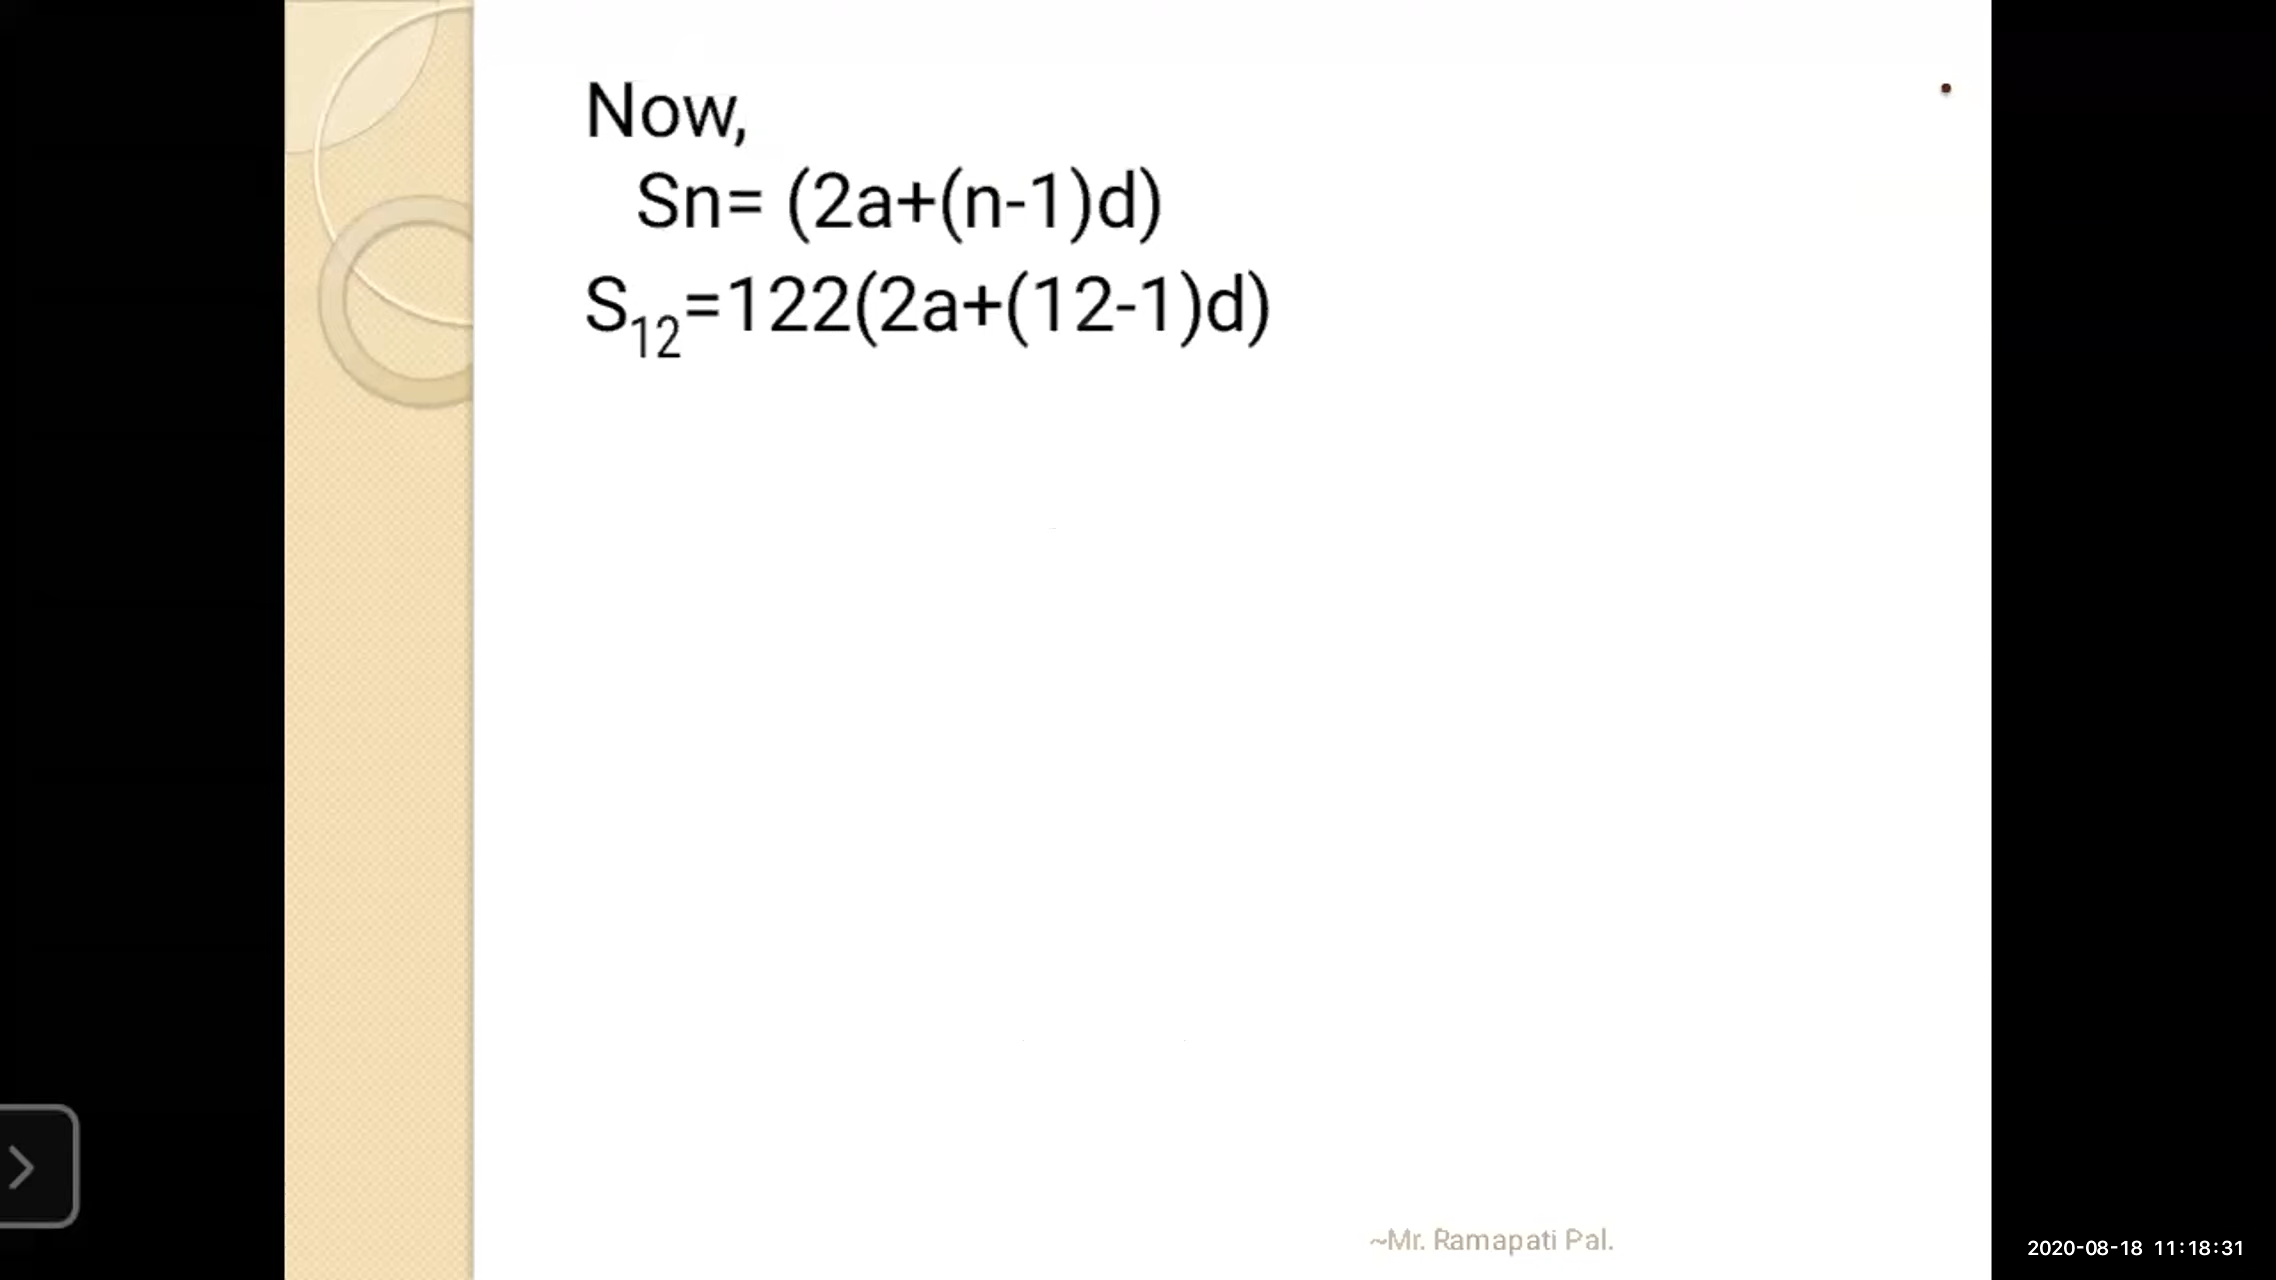 Now,
Sn= (2a+(n-1)d)
S₁₂=122(2a+(12-1)d)
~Mr. Ramapati Pal.
2020-08-18 11:18:31